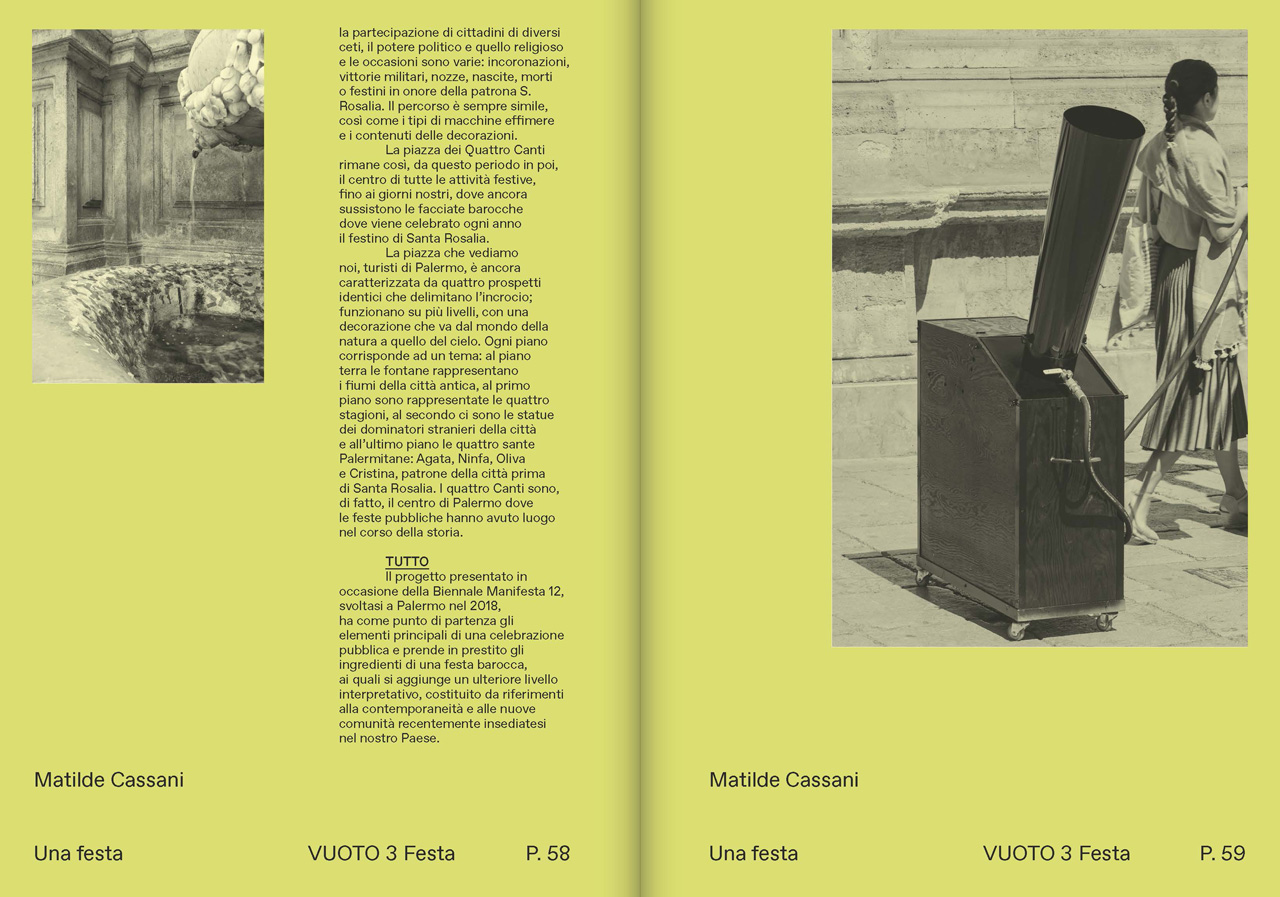 la partecipazione di cittadini di diversi
ceti, il potere politico e quello religioso
e le occasioni sono varie: incoronazioni,
vittorie militari, nozze, nascite, morti
o festini in onore della patrona S.
Rosalia. Il percorso è sempre simile,
così come i tipi di macchine effimere
e i contenuti delle decorazioni.
La piazza dei Quattro Canti
rimane così, da questo periodo in poi,
il centro di tutte le attività festive,
fino ai giorni nostri, dove ancora
sussistono le facciate barocche
dove viene celebrato ogni anno
il festino di Santa Rosalia.
La piazza che vediamo
noi, turisti di Palermo, è ancora
caratterizzata da quattro prospetti
identici che delimitano l'incrocio;
funzionano su più livelli, con una
decorazione che va dal mondo della
natura a quello del cielo. Ogni piano
corrisponde ad un tema: al piano
terra le fontane rappresentano
i fiumi della città antica, al primo
piano sono rappresentate le quattro
stagioni, al secondo ci sono le statue
dei dominatori stranieri della città
e all'ultimo piano le quattro sante
Palermitane: Agata, Ninfa, Oliva
e Cristina, patrone della città prima
di Santa Rosalia. I quattro Canti sono,
di fatto, il centro di Palermo dove
le feste pubbliche hanno avuto luogo
nel corso della storia.
TUTTO
Il progetto presentato in
occasione della Biennale Manifesta 12,
svoltasi a Palermo nel 2018,
ha come punto di partenza gli
elementi principali di una celebrazione
pubblica e prende in prestito gli
ingredienti di una festa barocca,
ai quali si aggiunge un ulteriore livello
interpretativo, costituito da riferimenti
alla contemporaneità e alle nuove
comunità recentemente insediatesi
nel nostro Paese.
Matilde Cassani
Una festa VUOTO 3 Festa P. 58
Matilde Cassani
Una festa VUOTO 3 Festa P. 59